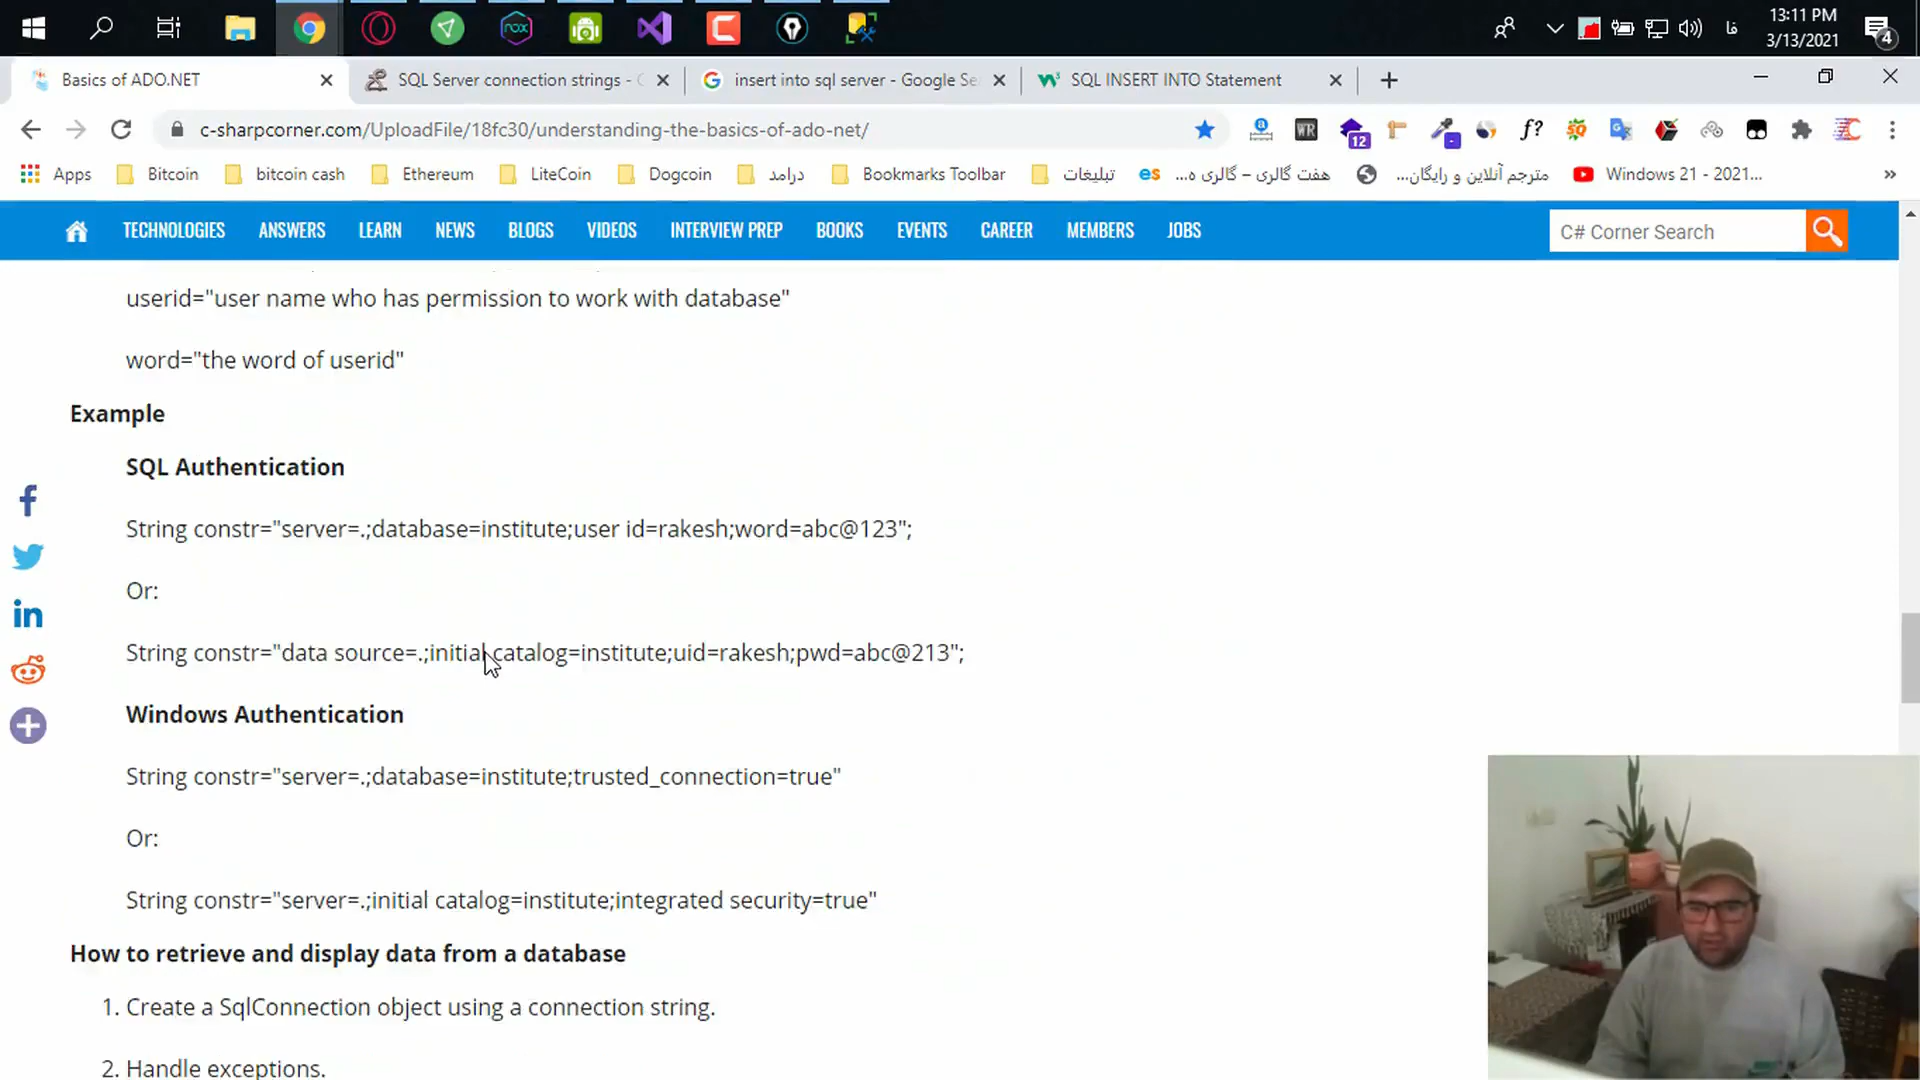 13:11 PM
فا
3/13/2021
4
Basics of ADO.NET
SQL Server connection strings - C
insert into sql server - Google Se
SQL INSERT INTO Statement
c-sharpcorner.com/UploadFile/18fc30/understanding-the-basics-of-ado-net/
WR
12
f?
Apps
Bitcoin
bitcoin cash
Ethereum
LiteCoin
Dogcoin
درامد
Bookmarks Toolbar
تبلیغات
هفت گالری – گالری ه...
مترجم آنلاین و رایگان...
Windows 21 - 2021...
TECHNOLOGIES
ANSWERS
LEARN
NEWS
BLOGS
VIDEOS
INTERVIEW PREP
BOOKS
EVENTS
CAREER
MEMBERS
JOBS
C# Corner Search
userid="user name who has permission to work with database"
word="the word of userid"
Example
SQL Authentication
String constr="server=.;database=institute;user id=rakesh;word=abc@123";
Or:
String constr="data source=.;initial catalog=institute;uid=rakesh;pwd=abc@213";
Windows Authentication
String constr="server=.;database=institute;trusted_connection=true"
Or:
String constr="server=.;initial catalog=institute;integrated security=true"
How to retrieve and display data from a database
1. Create a SqlConnection object using a connection string.
2. Handle exceptions.